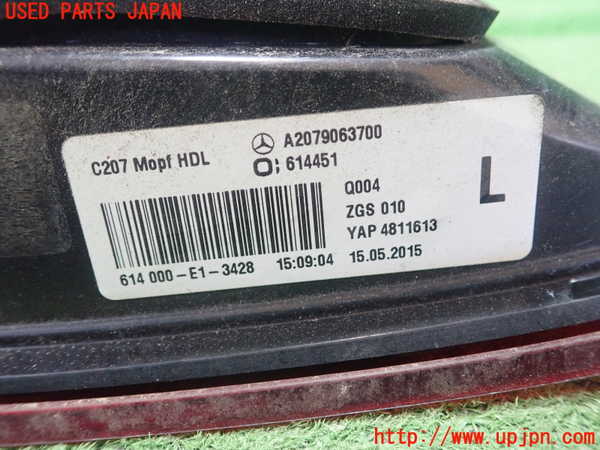 USED PARTS JAPAN
C207 Mopf HDL
A2079063700
614451
Q004
ZGS 010
YAP 4811613
L
614 000-E1-3428 15:09:04 15.05.2015
http://www.upjpn.com